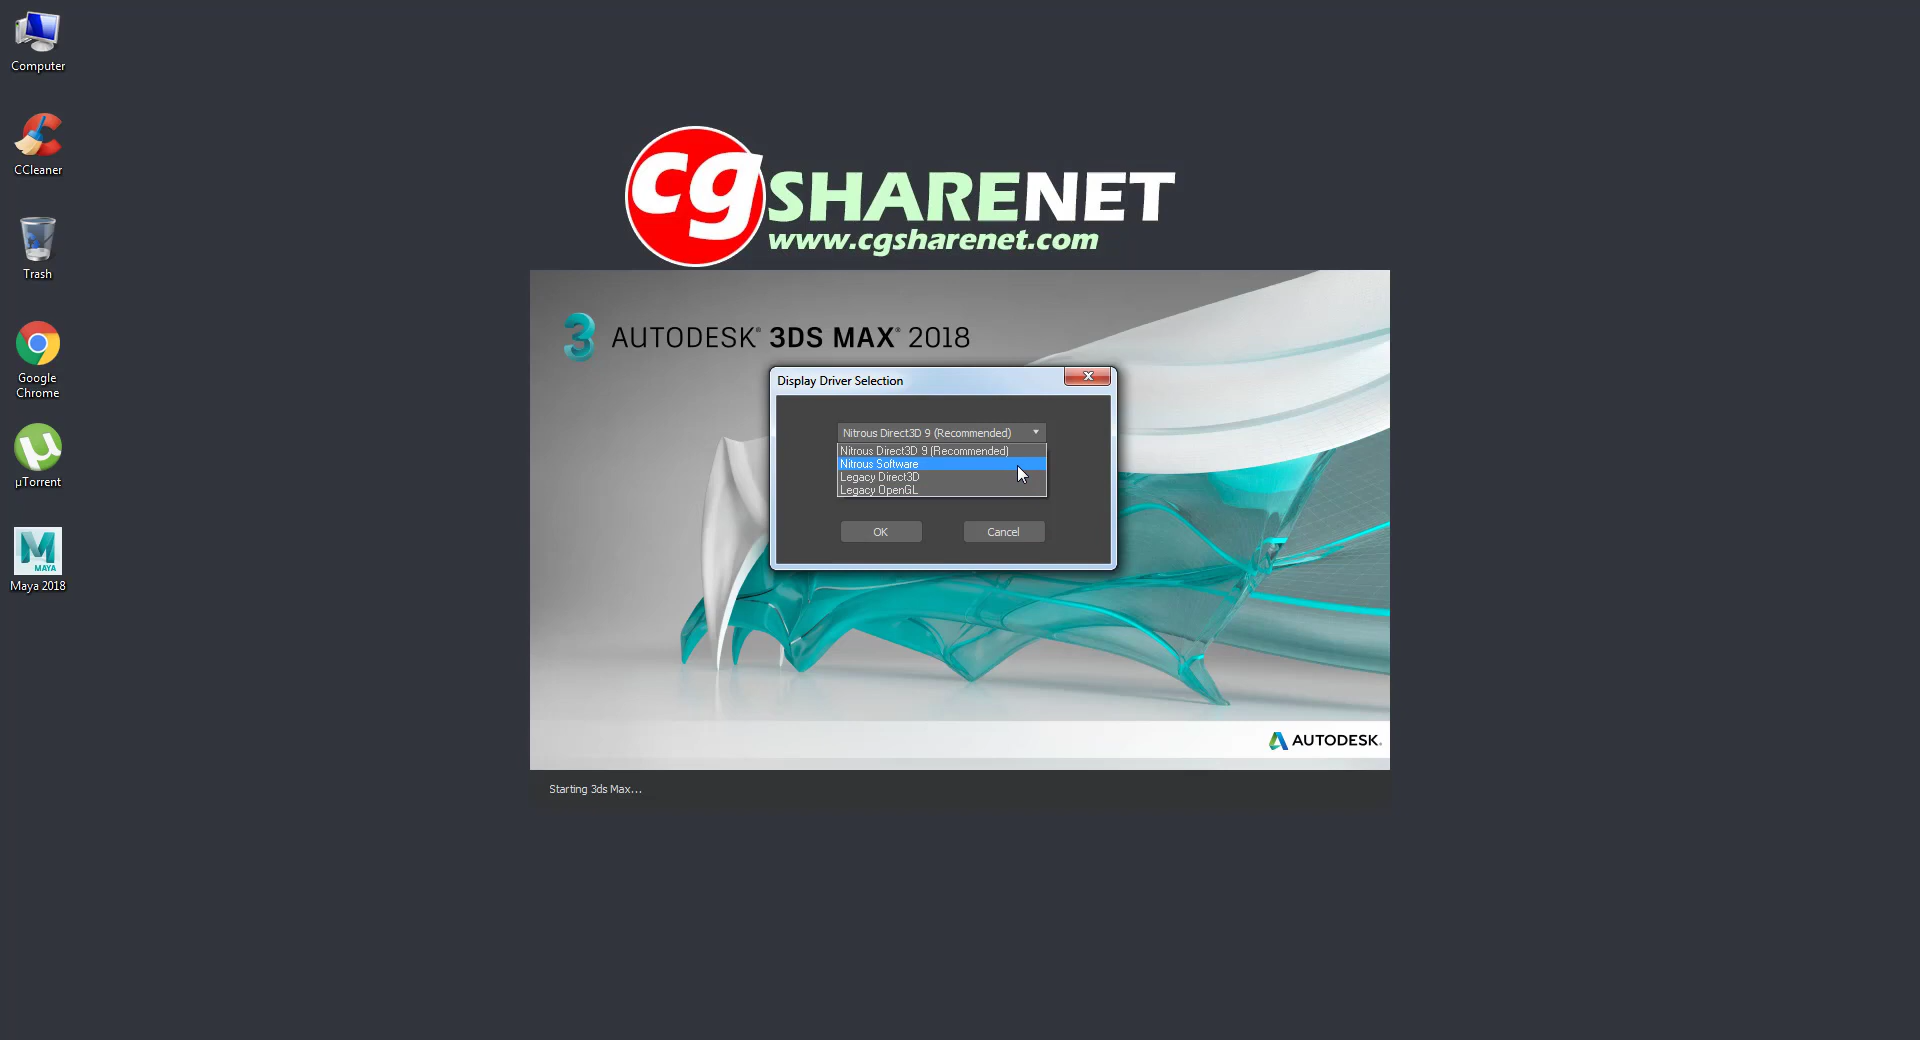 Computer
CCleaner
Trash
Google
Chrome
µTorrent
MAYA
Maya 2018
cgSHARENET
www.cgsharenet.com
3 AUTODESK® 3DS MAX® 2018
Display Driver Selection
Nitrous Direct3D 9 (Recommended)
Nitrous Direct3D 9 (Recommended)
Nitrous Software
Legacy Direct3D
Legacy OpenGL
OK
Cancel
AUTODESK.
Starting 3ds Max...